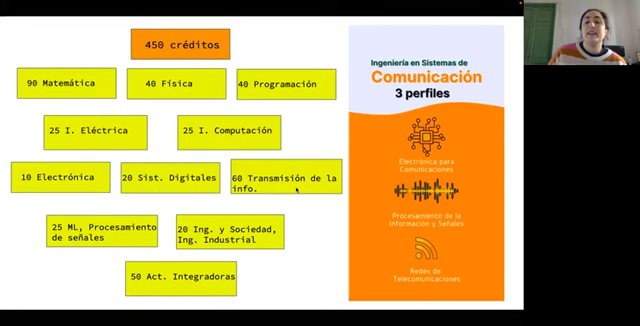 450 créditos
90 Matemática
40 Física
40 Programación
25 I. Eléctrica
25 I. Computación
10 Electrónica
20 Sist. Digitales
60 Transmisión de la
info.
25 ML, Procesamiento
de señales
20 Ing. y Sociedad,
Ing. Industrial
50 Act. Integradoras
Ingeniería en Sistemas de
Comunicación
3 perfiles
Electrónica para
Comunicaciones
Procesamiento de la
Información y Señales
Redes de
Telecomunicaciones